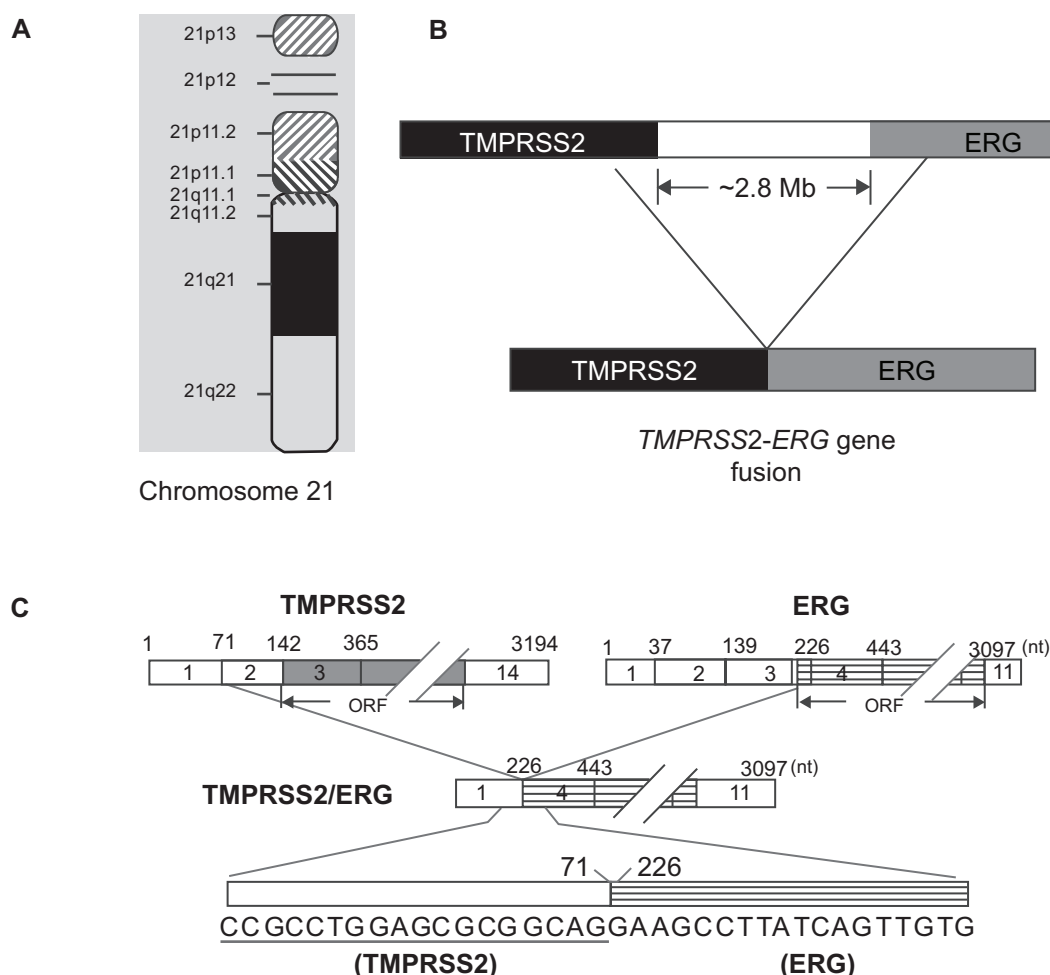 A
21p13
21p12
21p11.2
21p11.1
21q11.1
21q11.2
21q21
21q22
Chromosome 21
B
TMPRSS2 ERG
~2.8 Mb
TMPRSS2 ERG
TMPRSS2-ERG gene
fusion
C
TMPRSS2
1 71 142 365 3194
1 2 3 14
ORF
ERG
1 37 139 226 443 3097 (nt)
1 2 3 4 11
ORF
TMPRSS2/ERG
226 443 3097 (nt)
1 4 11
71 226
CCGCCTGGAGCGCGGCAGGAAGCCTTATCAGTTGTG
(TMPRSS2) (ERG)